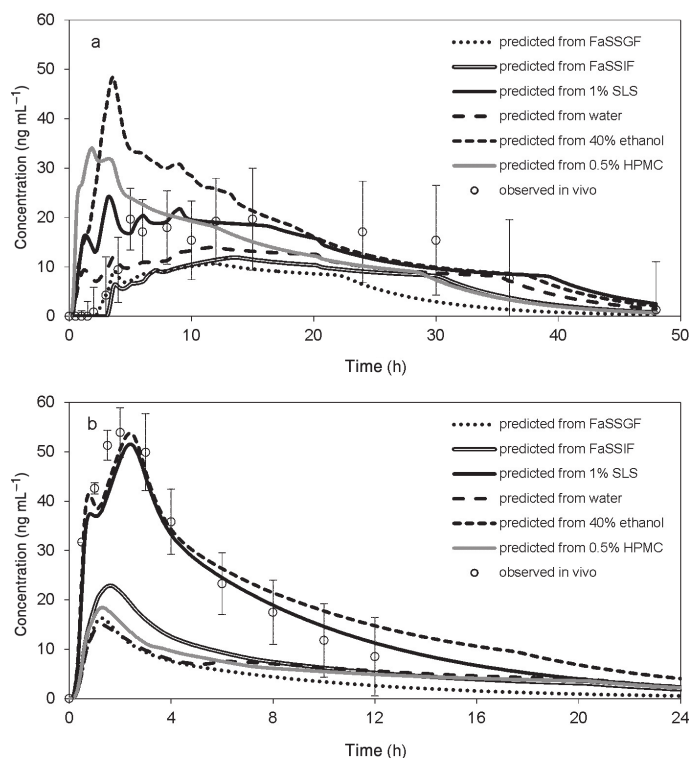 60
50
40
30
20
10
0
Concentration (ng mL⁻¹)
a
predicted from FaSSGF
predicted from FaSSIF
predicted from 1% SLS
predicted from water
predicted from 40% ethanol
predicted from 0.5% HPMC
observed in vivo
0 10 20 30 40 50
Time (h)
60
50
40
30
20
10
0
Concentration (ng mL⁻¹)
b
predicted from FaSSGF
predicted from FaSSIF
predicted from 1% SLS
predicted from water
predicted from 40% ethanol
predicted from 0.5% HPMC
observed in vivo
0 4 8 12 16 20 24
Time (h)